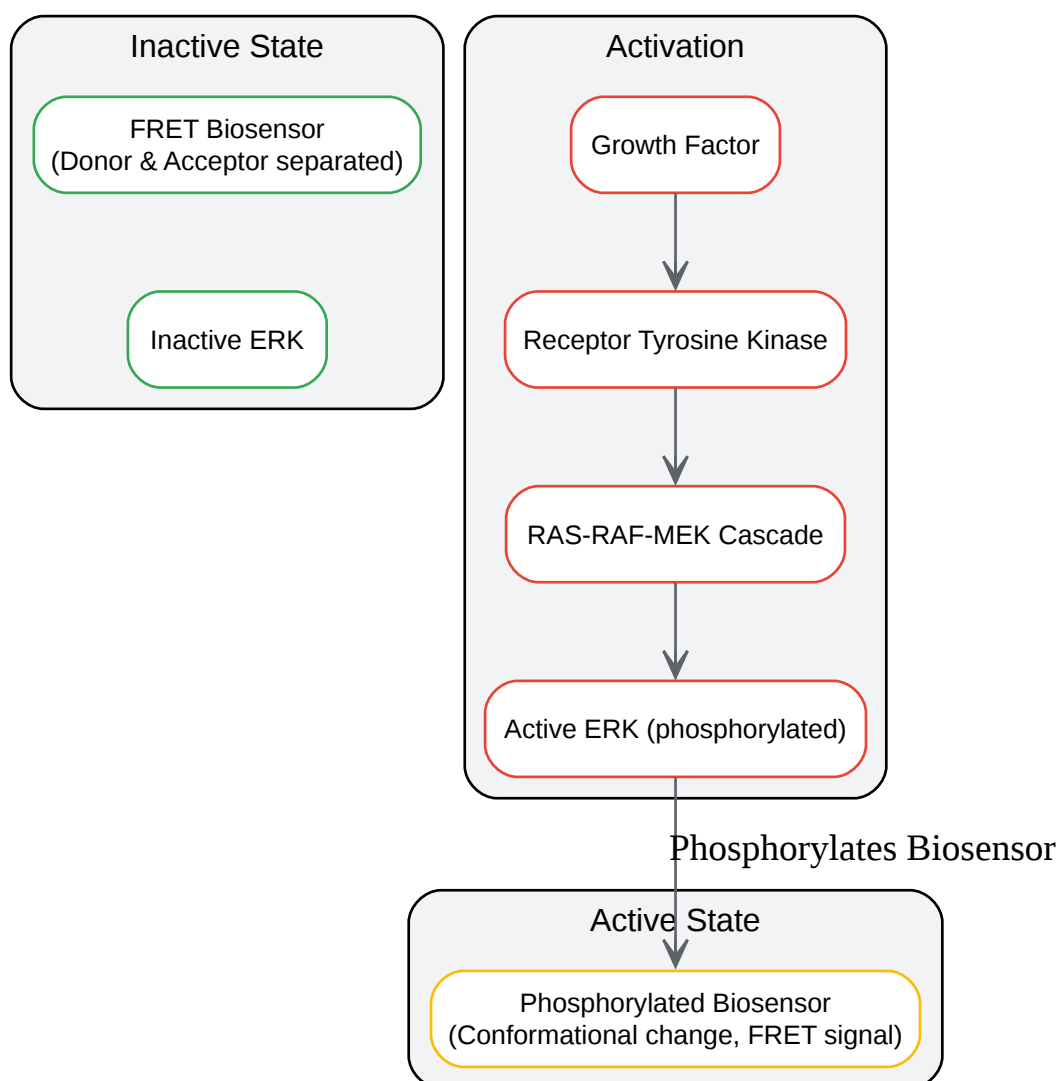 Inactive State
FRET Biosensor
(Donor & Acceptor separated)
Inactive ERK
Activation
Growth Factor
Receptor Tyrosine Kinase
RAS-RAF-MEK Cascade
Active ERK (phosphorylated)
Phosphorylates Biosensor
Active State
Phosphorylated Biosensor
(Conformational change, FRET signal)